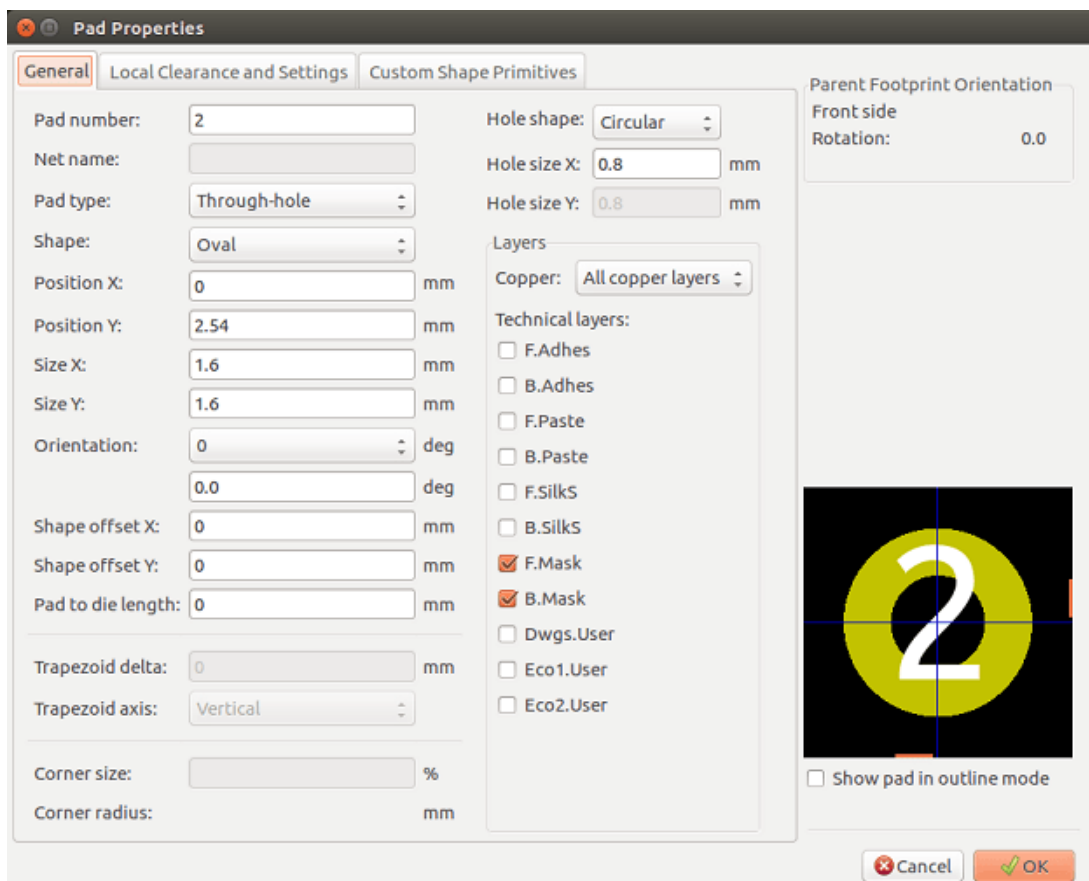 Pad Properties
General
Local Clearance and Settings
Custom Shape Primitives
Pad number: 2
Net name:
Pad type: Through-hole
Shape: Oval
Position X: 0 mm
Position Y: 2.54 mm
Size X: 1.6 mm
Size Y: 1.6 mm
Orientation: 0 deg
0.0 deg
Shape offset X: 0 mm
Shape offset Y: 0 mm
Pad to die length: 0 mm
Trapezoid delta: 0 mm
Trapezoid axis: Vertical
Corner size: %
Corner radius: mm
Hole shape: Circular
Hole size X: 0.8 mm
Hole size Y: 0.8 mm
Layers
Copper: All copper layers
Technical layers:
F.Adhes
B.Adhes
F.Paste
B.Paste
F.SilkS
B.SilkS
F.Mask
B.Mask
Dwgs.User
Eco1.User
Eco2.User
Parent Footprint Orientation
Front side
Rotation: 0.0
2
Show pad in outline mode
Cancel
OK